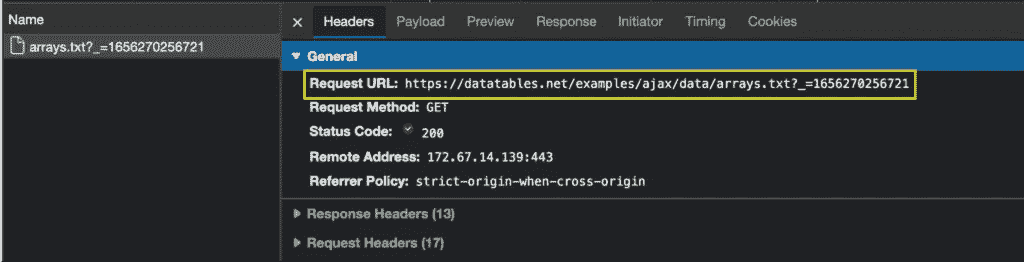 Name
arrays.txt?_=1656270256721
× Headers Payload Preview Response Initiator Timing Cookies
General
Request URL: https://datatables.net/examples/ajax/data/arrays.txt?_=1656270256721
Request Method: GET
Status Code: 200
Remote Address: 172.67.14.139:443
Referrer Policy: strict-origin-when-cross-origin
Response Headers (13)
Request Headers (17)